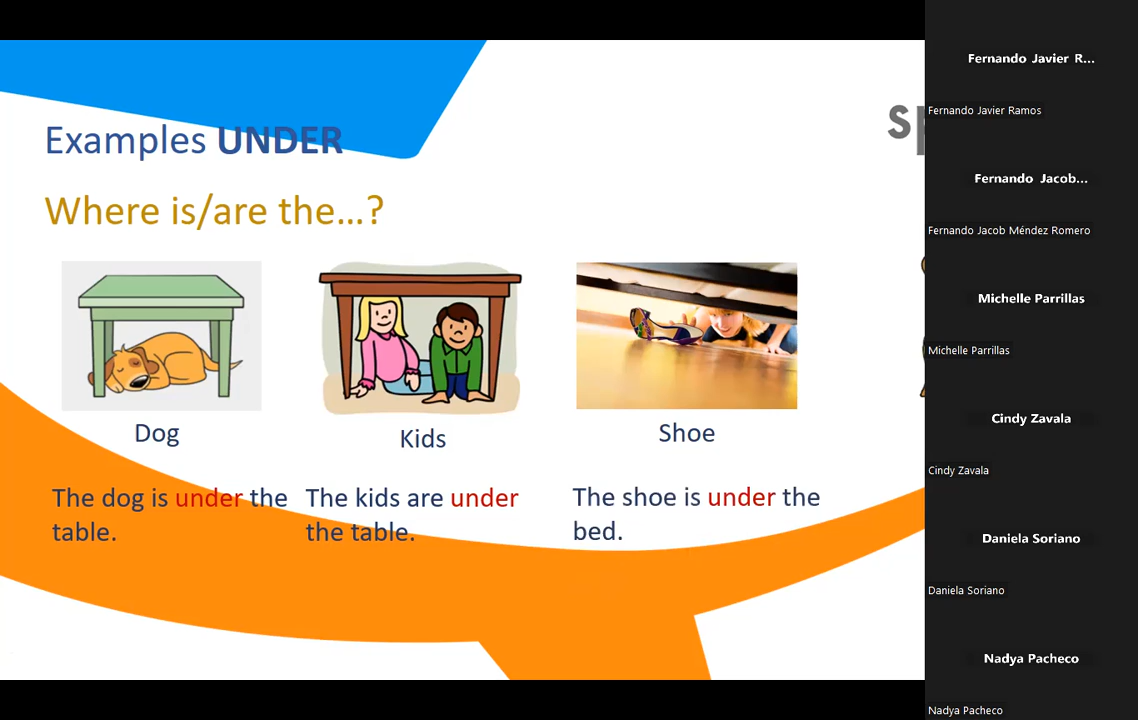 Examples UNDER
Where is/are the...?
Dog
Kids
Shoe
The dog is under the
table.
The kids are under
the table.
The shoe is under the
bed.
Fernando Javier R...
Fernando Javier Ramos
Fernando Jacob...
Fernando Jacob Méndez Romero
Michelle Parrillas
Michelle Parrillas
Cindy Zavala
Cindy Zavala
Daniela Soriano
Daniela Soriano
Nadya Pacheco
Nadya Pacheco